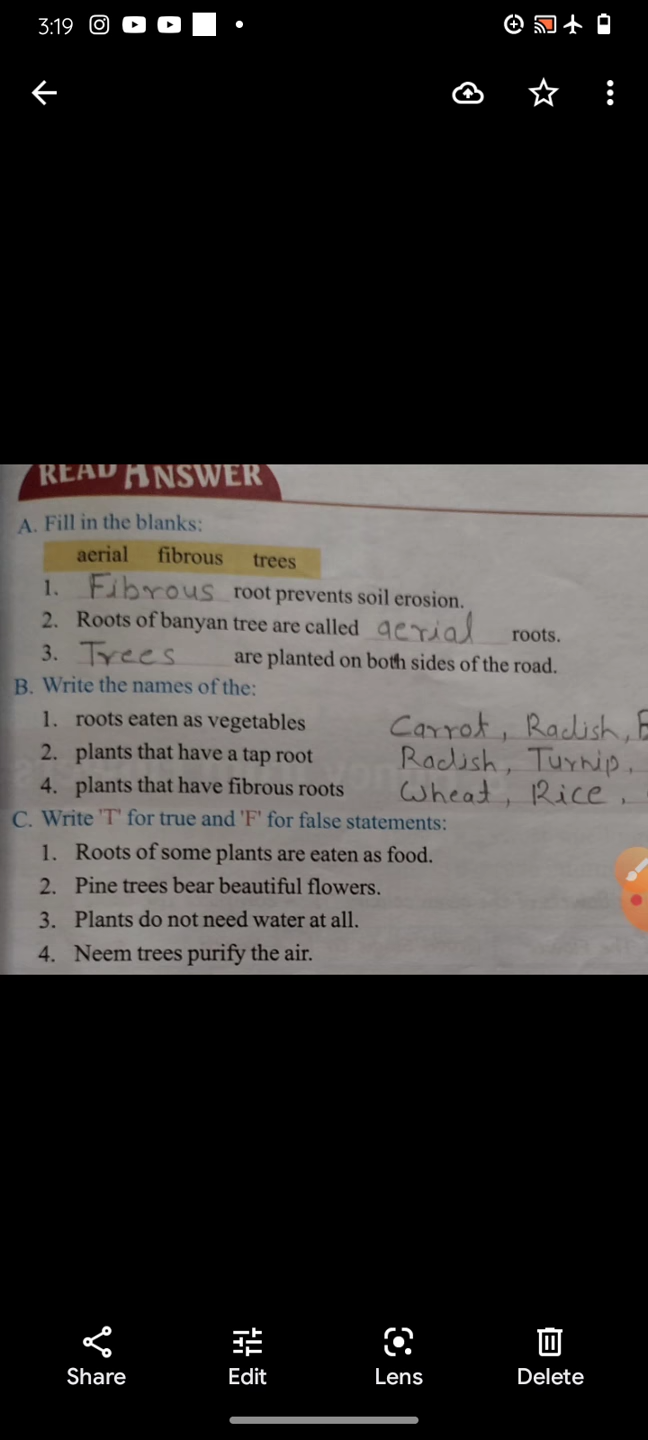 3:19
READ ANSWER
A. Fill in the blanks:
aerial fibrous trees
1. Fibrous root prevents soil erosion.
2. Roots of banyan tree are called aerial roots.
3. Trees are planted on both sides of the road.
B. Write the names of the:
1. roots eaten as vegetables Carrot, Radish,
2. plants that have a tap root Radish, Turnip,
4. plants that have fibrous roots Wheat, Rice,
C. Write 'T' for true and 'F' for false statements:
1. Roots of some plants are eaten as food.
2. Pine trees bear beautiful flowers.
3. Plants do not need water at all.
4. Neem trees purify the air.
Share Edit Lens Delete